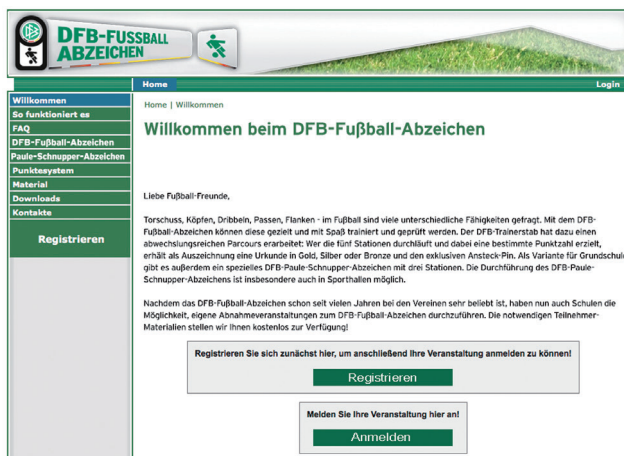 DFB-FUSSBALL
ABZEICHEN
Home
Login
Willkommen
So funktioniert es
FAQ
DFB-Fußball-Abzeichen
Paule-Schnupper-Abzeichen
Punktesystem
Material
Downloads
Kontakte
Registrieren
Home | Willkommen
Willkommen beim DFB-Fußball-Abzeichen
Liebe Fußball-Freunde,
Torschuss, Köpfen, Dribbeln, Passen, Flanken - im Fußball sind viele unterschiedliche Fähigkeiten gefragt. Mit dem DFB-
Fußball-Abzeichen können diese gezielt und mit Spaß trainiert und geprüft werden. Der DFB-Trainerstab hat dazu einen
abwechslungsreichen Parcours erarbeitet: Wer die fünf Stationen durchläuft und dabei eine bestimmte Punktzahl erzielt,
erhält als Auszeichnung eine Urkunde in Gold, Silber oder Bronze und den exklusiven Ansteck-Pin. Als Variante für Grundschule
gibt es außerdem ein spezielles DFB-Paule-Schnupper-Abzeichen mit drei Stationen. Die Durchführung des DFB-Paule-
Schnupper-Abzeichens ist insbesondere auch in Sporthallen möglich.
Nachdem das DFB-Fußball-Abzeichen schon seit vielen Jahren bei den Vereinen sehr beliebt ist, haben nun auch Schulen die
Möglichkeit, eigene Abnahmeveranstaltungen zum DFB-Fußball-Abzeichen durchzuführen. Die notwendigen Teilnehmer-
Materialien stellen wir Ihnen kostenlos zur Verfügung!
Registrieren Sie sich zunächst hier, um anschließend Ihre Veranstaltung anmelden zu können!
Registrieren
Melden Sie Ihre Veranstaltung hier an!
Anmelden